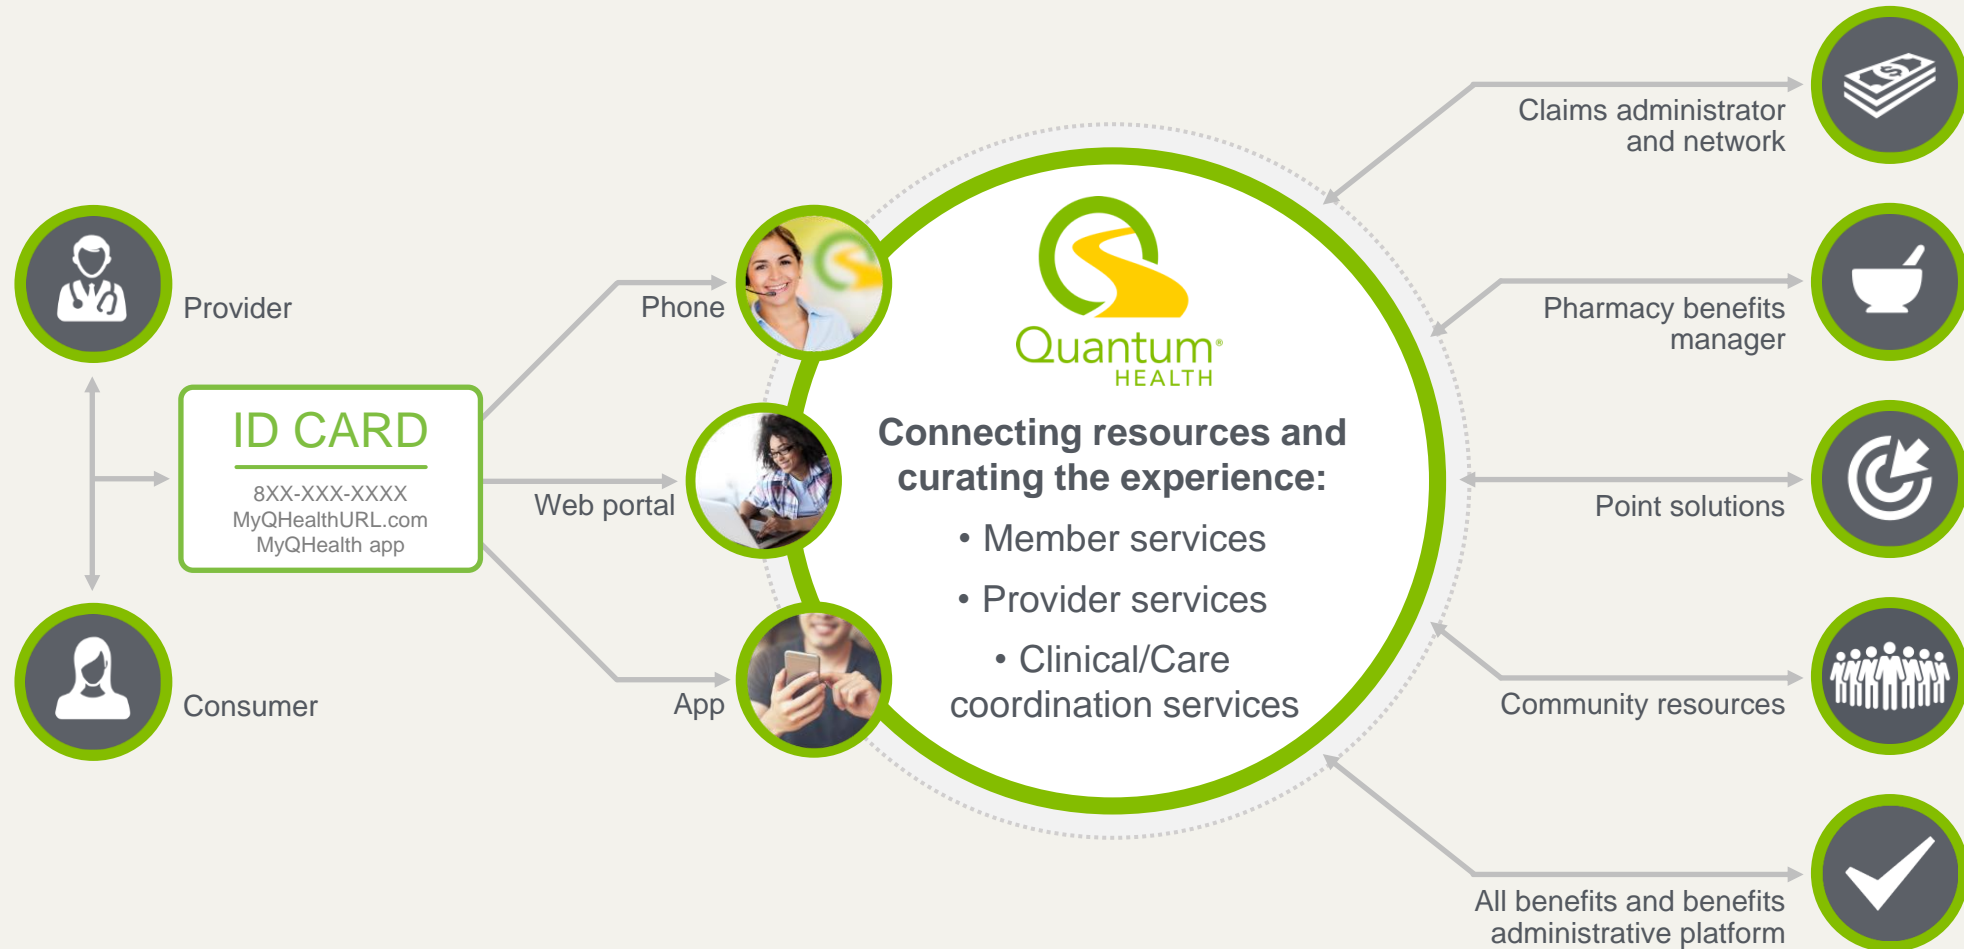 Provider
Consumer
ID CARD
8XX-XXX-XXXX
MyQHealthURL.com
MyQHealth app
Phone
Web portal
App
Quantum®
HEALTH
Connecting resources and
curating the experience:
• Member services
• Provider services
• Clinical/Care
coordination services
Claims administrator
and network
Pharmacy benefits
manager
Point solutions
Community resources
All benefits and benefits
administrative platform